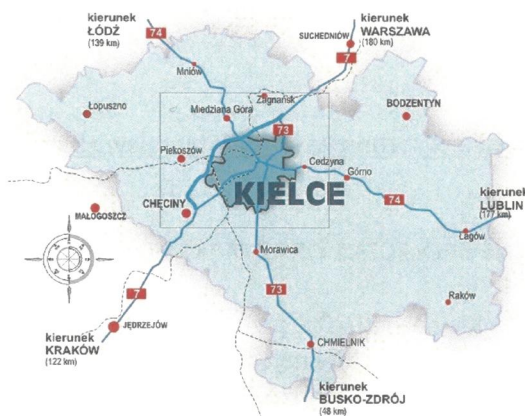 kierunek
ŁÓDŹ
(139 km)
74
kierunek
WARSZAWA
(180 km)
SUCHEDNIÓW
7
Mniów
Zagnańsk
Łopuszno
Miedziana Góra
BODZENTYN
73
Piekoszów
Cedzyna
Górno
KIELCE
74
kierunek
LUBLIN
(177 km)
CHĘCINY
MAŁOGOSZCZ
Łagów
Morawica
7
73
Raków
JĘDRZEJÓW
kierunek
KRAKÓW
(122 km)
CHMIELNIK
kierunek
BUSKO-ZDRÓJ
(48 km)